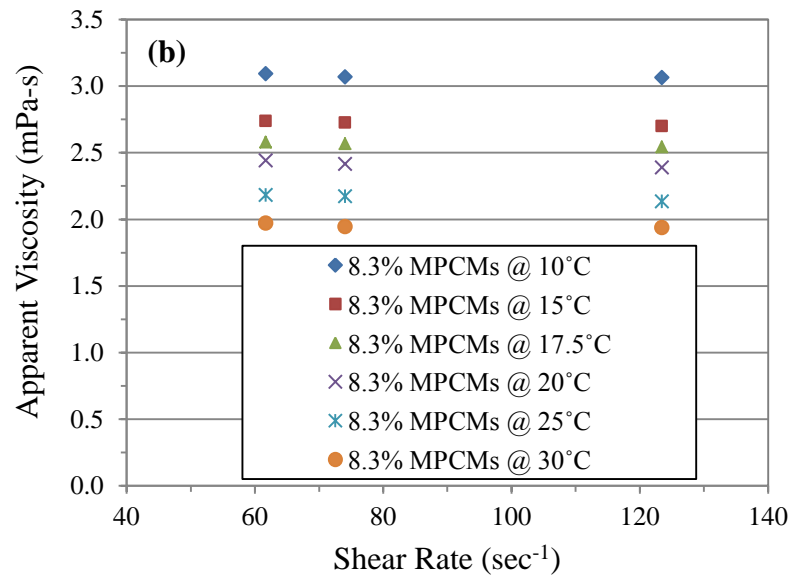 (b)
Apparent Viscosity (mPa-s)
3.5
3.0
2.5
2.0
1.5
1.0
0.5
0.0
8.3% MPCMs @ 10˚C
8.3% MPCMs @ 15˚C
8.3% MPCMs @ 17.5˚C
8.3% MPCMs @ 20˚C
8.3% MPCMs @ 25˚C
8.3% MPCMs @ 30˚C
40 60 80 100 120 140
Shear Rate (sec⁻¹)